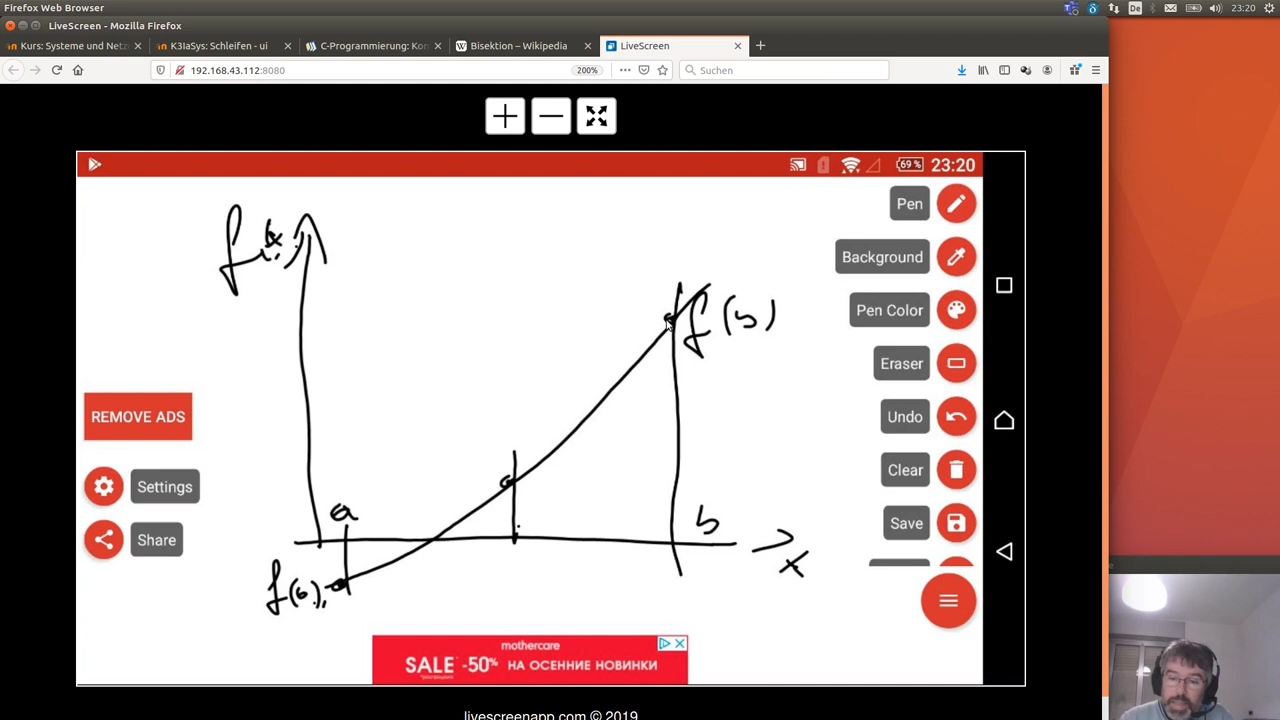 Firefox Web Browser
De
23:20
LiveScreen - Mozilla Firefox
Kurs: Systeme und Netz
K3IaSys: Schleifen - ui
C-Programmierung: Kon
Bisektion – Wikipedia
LiveScreen
192.168.43.112:8080
200%
Suchen
69 %
23:20
Pen
Background
Pen Color
Eraser
Undo
Clear
Save
REMOVE ADS
Settings
Share
f(x)
f(b)
a
b
x
mothercare
SALE -50%
НА ОСЕННИЕ НОВИНКИ
livescreenapp.com © 2019